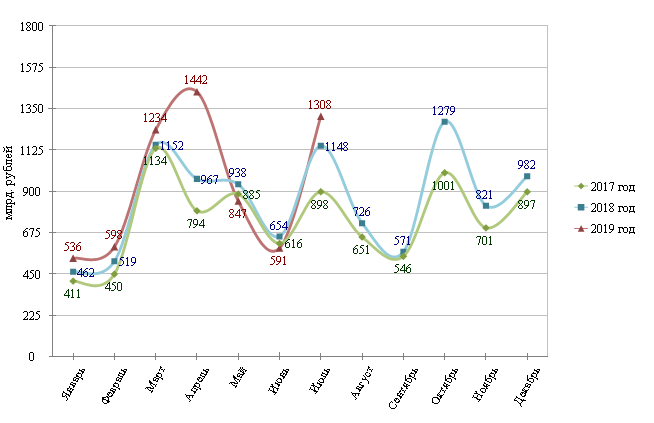 1800
1575
1350
1125
900
675
450
225
0
млрд. рублей
1442
1308
1279
1234
1152
1134
1148
967
938
982
1001
885
847
898
821
897
794
726
701
654
616
651
598
591
571
546
536
519
462
450
411
Январь
Февраль
Март
Апрель
Май
Июнь
Июль
Август
Сентябрь
Октябрь
Ноябрь
Декабрь
2017 год
2018 год
2019 год